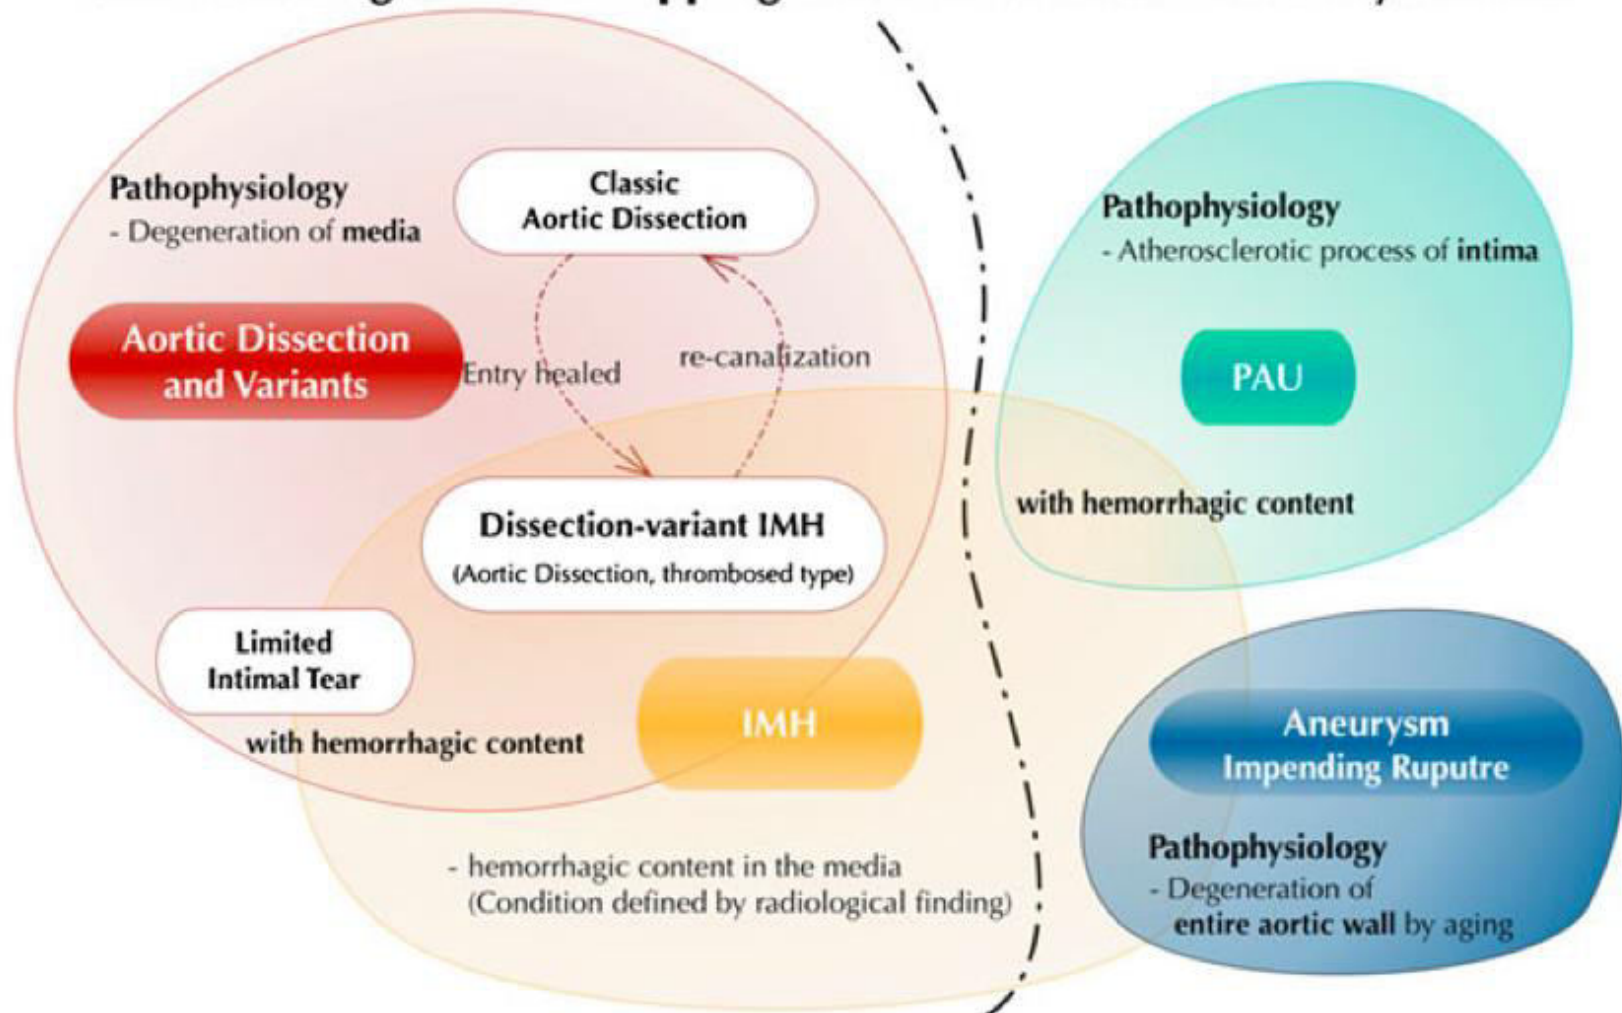 Pathophysiology
- Degeneration of media
Classic
Aortic Dissection
Aortic Dissection
and Variants
Entry healed
re-canalization
Dissection-variant IMH
(Aortic Dissection, thrombosed type)
Limited
Intimal Tear
with hemorrhagic content
IMH
- hemorrhagic content in the media
(Condition defined by radiological finding)
Pathophysiology
- Atherosclerotic process of intima
PAU
with hemorrhagic content
Aneurysm
Impending Ruputre
Pathophysiology
- Degeneration of
entire aortic wall by aging